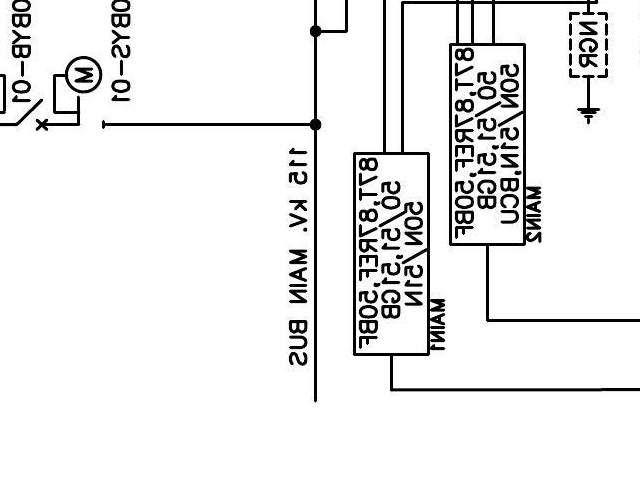 0BYB-01
M
0BYS-01
115 kV. MAIN BUS
87T,87REF,50BF
50/51,51GB
50N/51N
MAIN1
87T,87REF,50BF
50/51,51GB
50N/51N,BCU
MAIN2
NGR